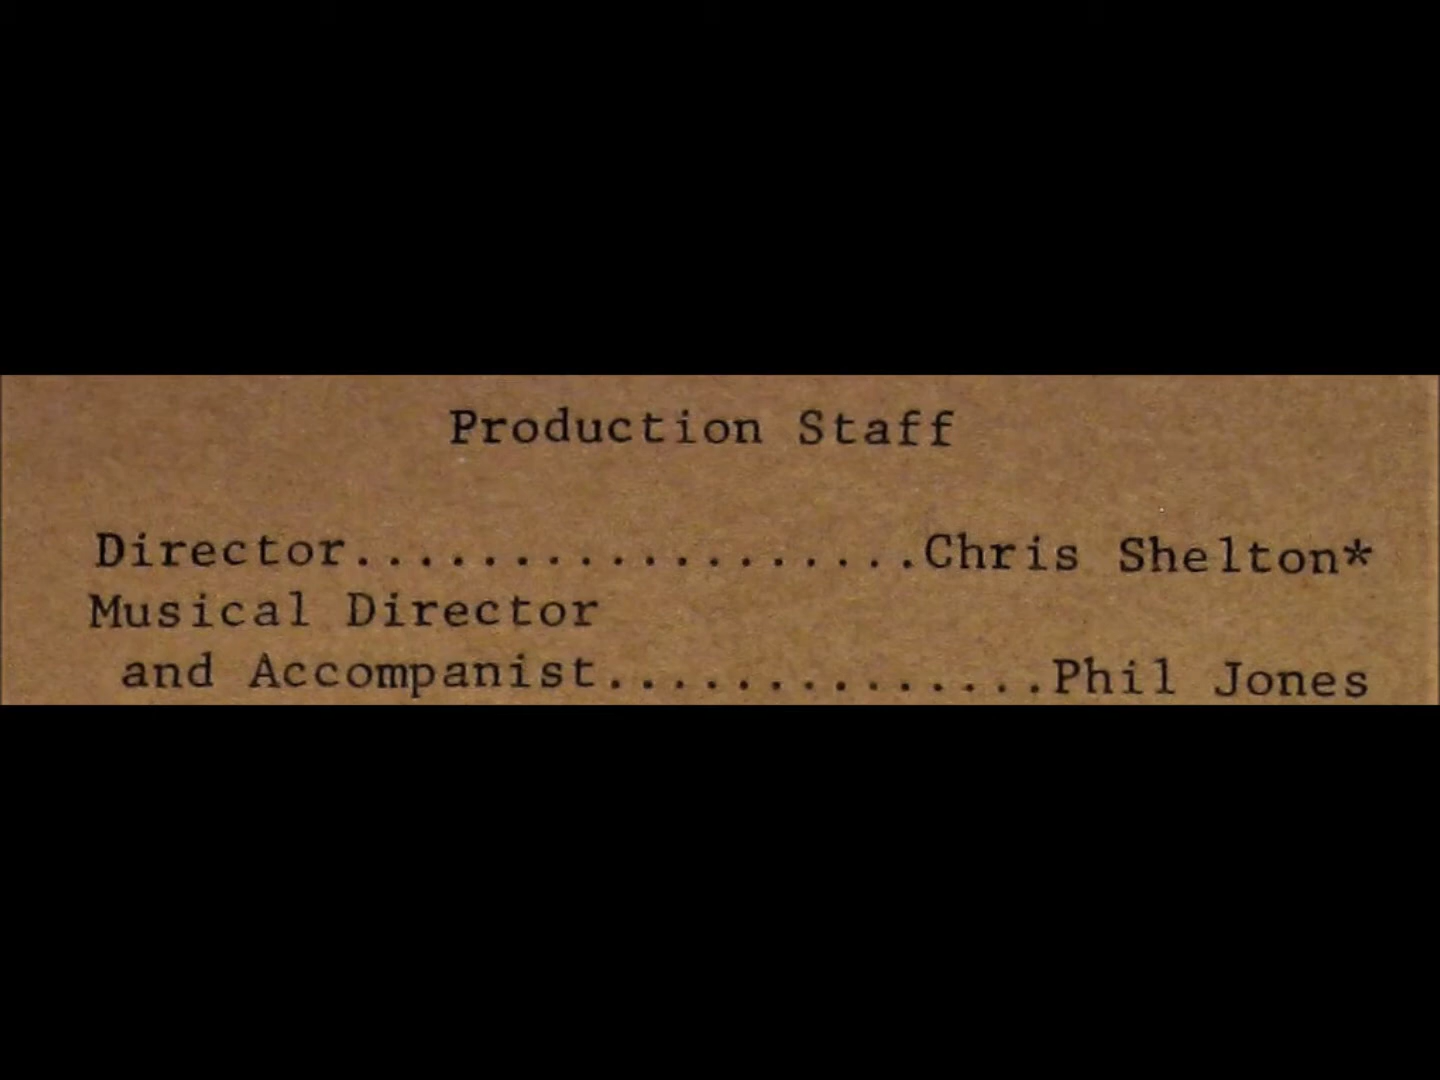 Production Staff
Director..................Chris Shelton*
Musical Director
and Accompanist..............Phil Jones